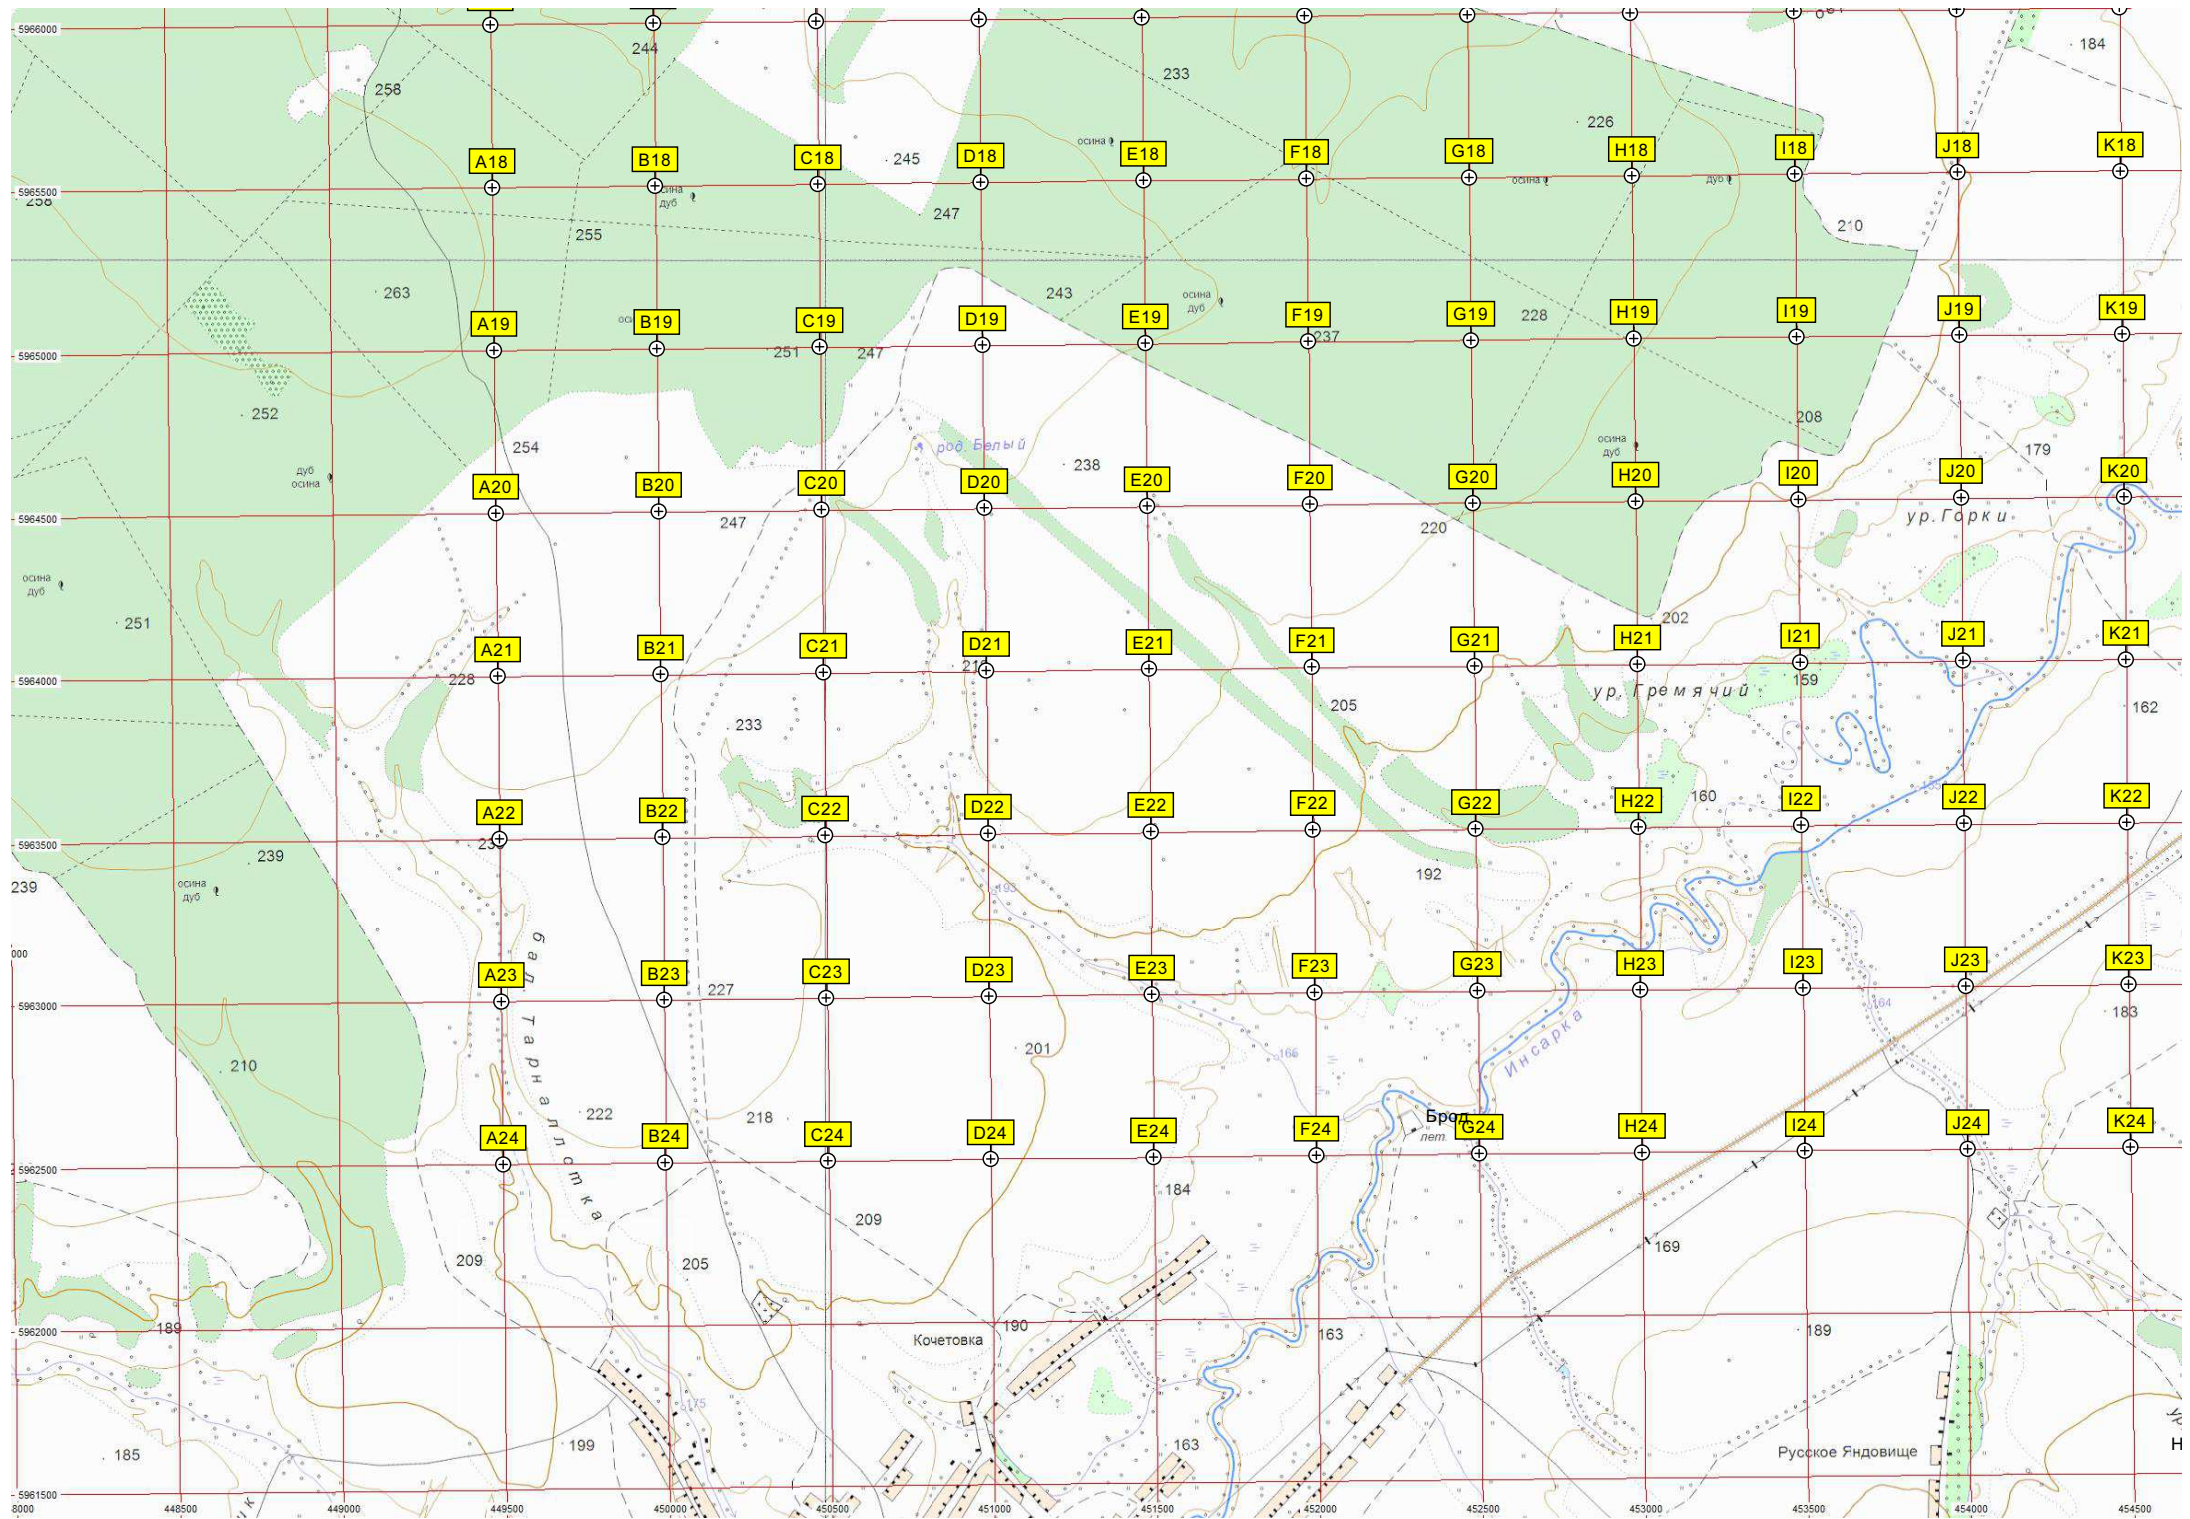 5966000
244
233
184
258
226
осина
A18
B18
C18
245
D18
E18
F18
G18
H18
I18
J18
K18
5965500
258
дуб
осина
дуб
247
210
255
263
243
осина
дуб
A19
B19
C19
D19
E19
F19
G19
228
H19
I19
J19
K19
237
5965000
251
247
252
208
254
род. Белый
238
осина
дуб
179
дуб
осина
A20
B20
C20
D20
E20
F20
G20
H20
I20
J20
K20
5964500
247
220
ур. Горки
осина
дуб
251
202
A21
B21
C21
D21
E21
F21
G21
H21
I21
J21
K21
5964000
228
159
ур. Гремячий
233
205
162
160
A22
B22
C22
D22
E22
F22
G22
H22
I22
J22
K22
5963500
239
239
осина
дуб
193
192
000
A23
B23
C23
D23
E23
F23
G23
H23
I23
J23
K23
5963000
227
164
183
210
201
165
Инсарка
222
218
Брод
лет.
A24
B24
C24
D24
E24
F24
G24
H24
I24
J24
K24
5962500
184
209
209
205
169
5962000
189
Кочетовка
190
163
189
175
185
199
163
Русское Яндовище
5961500
8000
448500
449000
449500
450000
450500
451000
451500
452000
452500
453000
453500
454000
454500